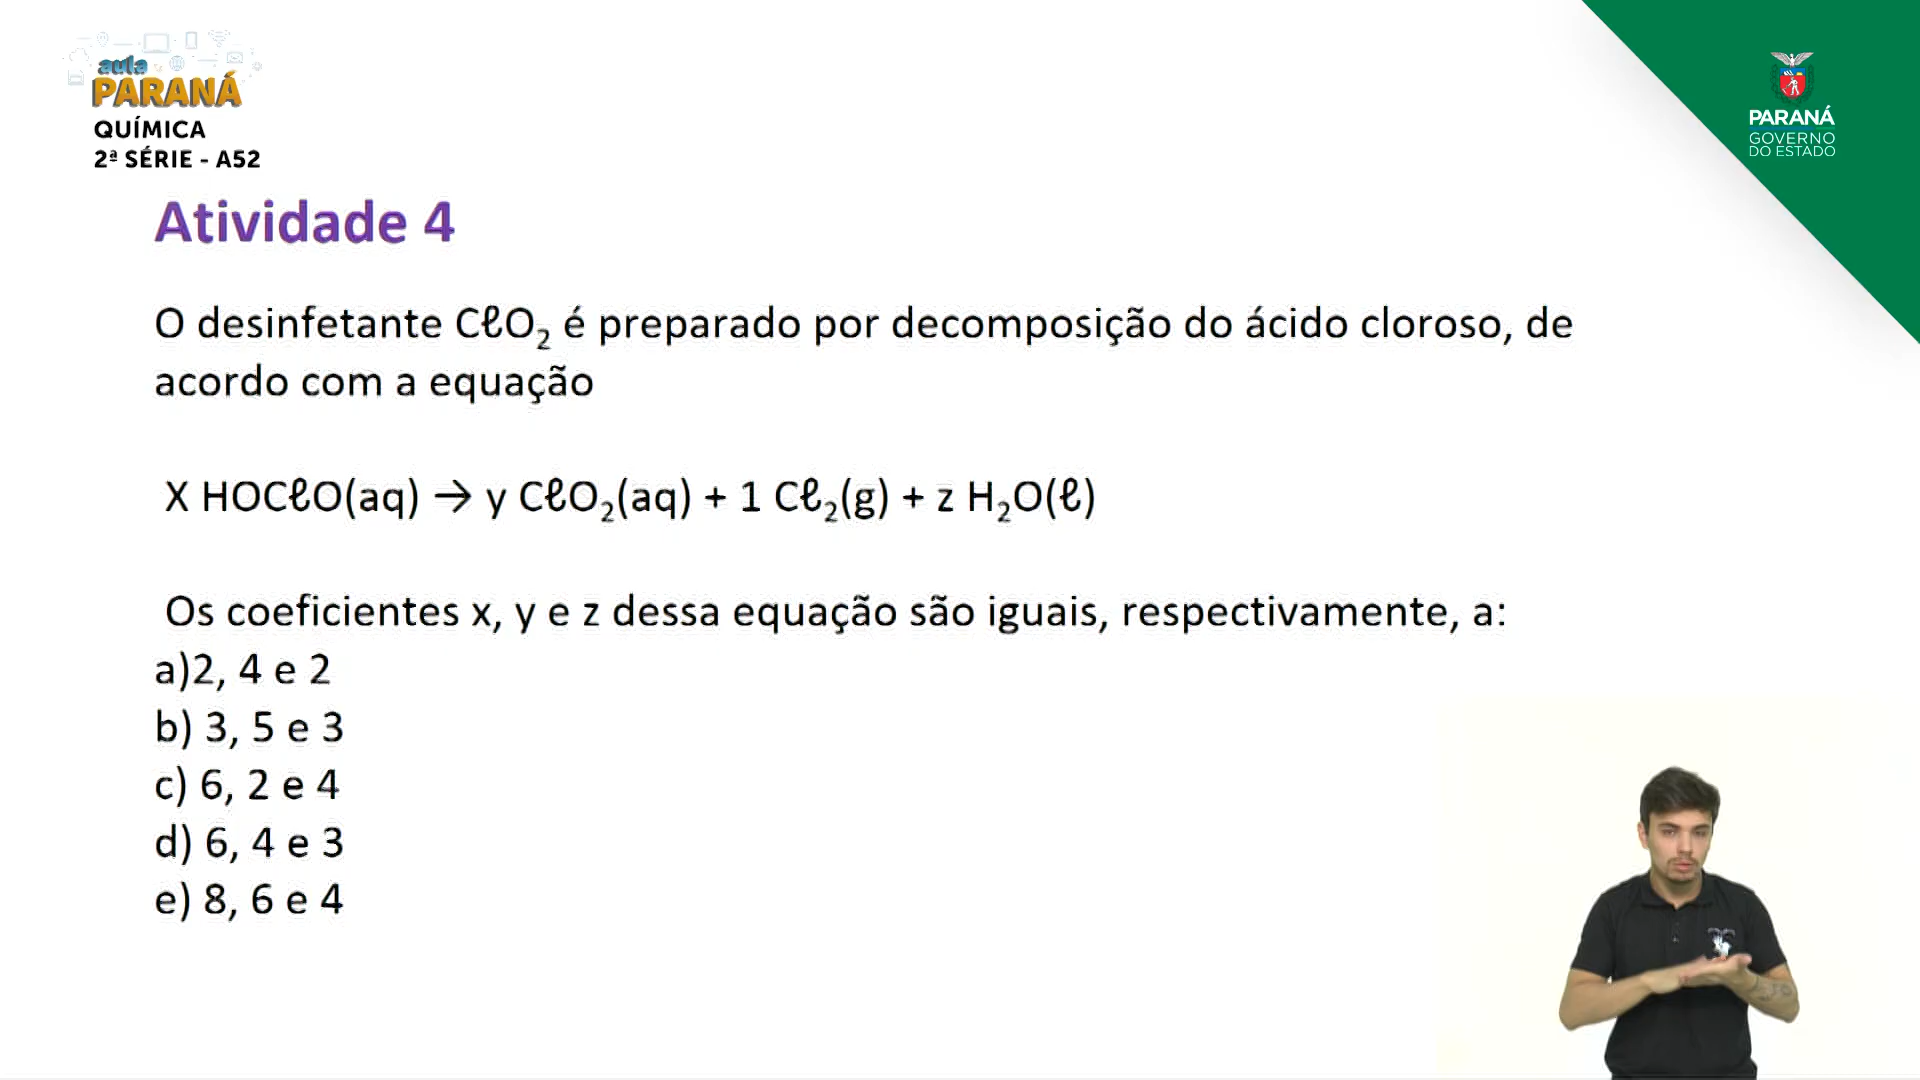 aula
PARANÁ
QUÍMICA
2ª SÉRIE - A52
PARANÁ
GOVERNO
DO ESTADO
Atividade 4
O desinfetante CℓO₂ é preparado por decomposição do ácido cloroso, de
acordo com a equação
X HOCℓO(aq) → y CℓO₂(aq) + 1 Cℓ₂(g) + z H₂O(ℓ)
Os coeficientes x, y e z dessa equação são iguais, respectivamente, a:
a)2, 4 e 2
b) 3, 5 e 3
c) 6, 2 e 4
d) 6, 4 e 3
e) 8, 6 e 4